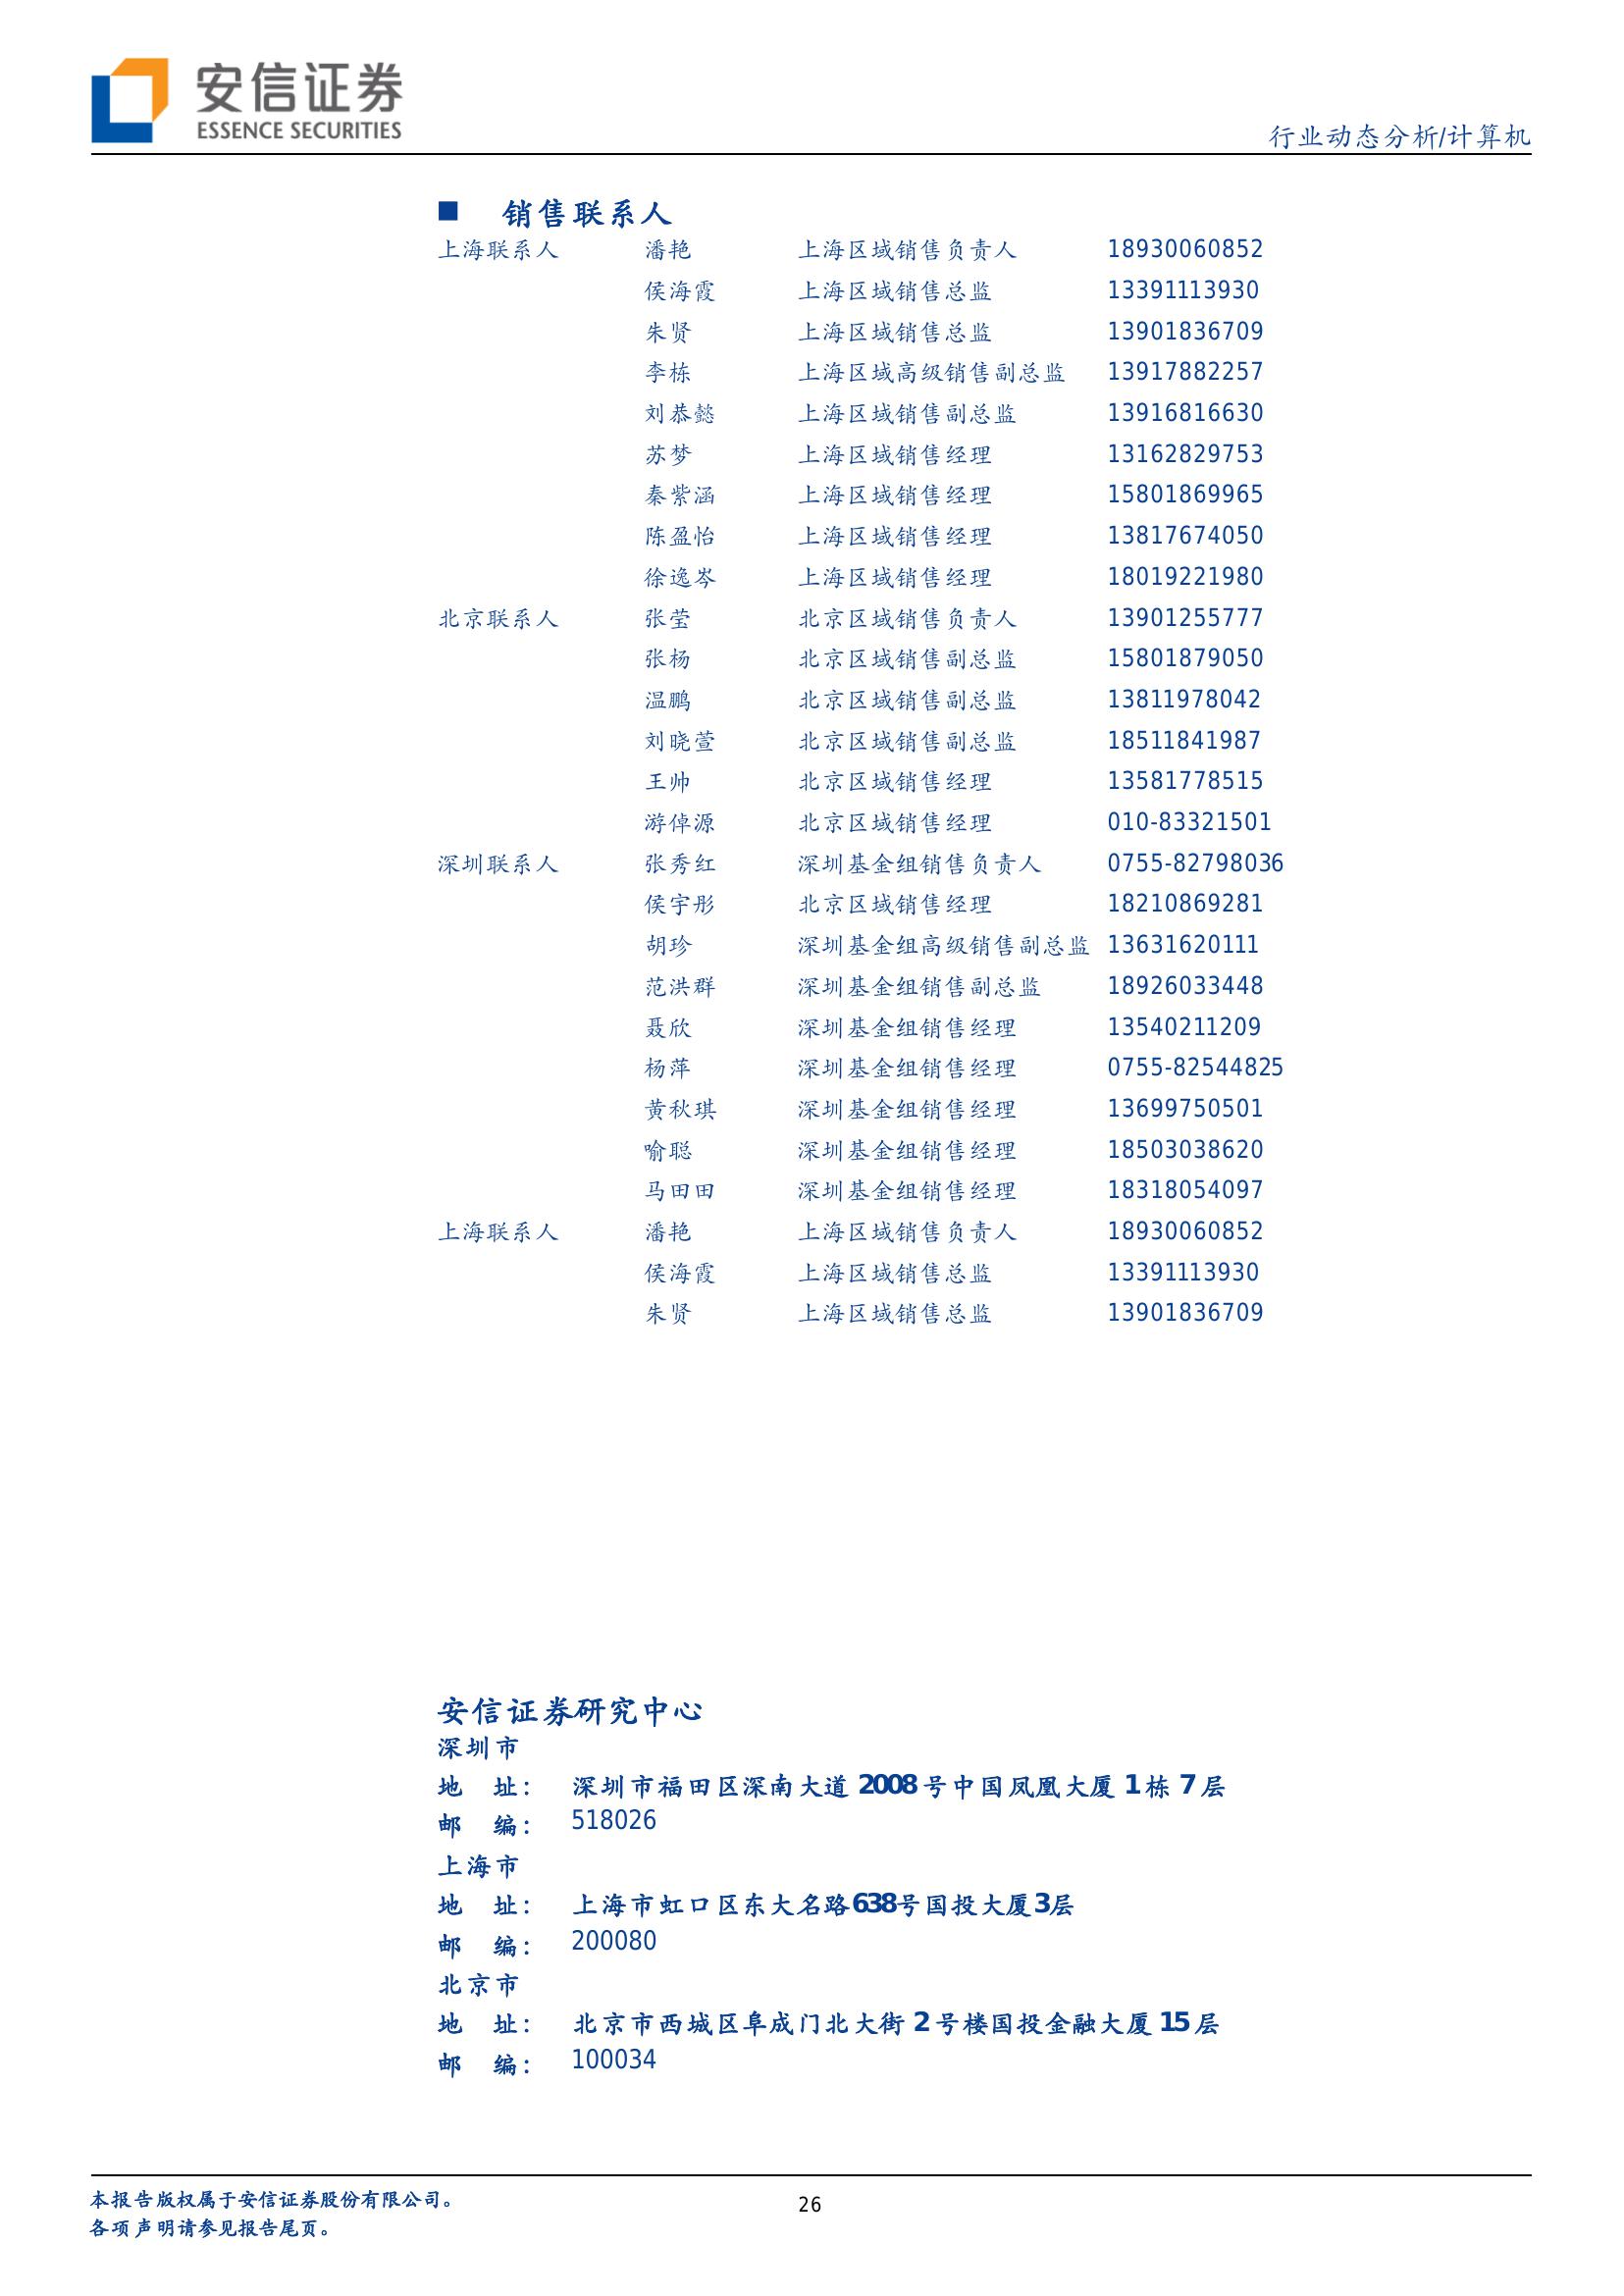 安信证券
ESSENCE SECURITIES
行业动态分析/计算机
■ 销售联系人
上海联系人 潘艳 上海区域销售负责人 18930060852
侯海霞 上海区域销售总监 13391113930
朱贤 上海区域销售总监 13901836709
李栋 上海区域高级销售副总监 13917882257
刘恭懿 上海区域销售副总监 13916816630
苏梦 上海区域销售经理 13162829753
秦紫涵 上海区域销售经理 15801869965
陈盈怡 上海区域销售经理 13817674050
徐逸岑 上海区域销售经理 18019221980
北京联系人 张莹 北京区域销售负责人 13901255777
张杨 北京区域销售副总监 15801879050
温鹏 北京区域销售副总监 13811978042
刘晓萱 北京区域销售副总监 18511841987
王帅 北京区域销售经理 13581778515
游倬源 北京区域销售经理 010-83321501
深圳联系人 张秀红 深圳基金组销售负责人 0755-82798036
侯宇彤 北京区域销售经理 18210869281
胡珍 深圳基金组高级销售副总监 13631620111
范洪群 深圳基金组销售副总监 18926033448
聂欣 深圳基金组销售经理 13540211209
杨萍 深圳基金组销售经理 0755-82544825
黄秋琪 深圳基金组销售经理 13699750501
喻聪 深圳基金组销售经理 18503038620
马田田 深圳基金组销售经理 18318054097
上海联系人 潘艳 上海区域销售负责人 18930060852
侯海霞 上海区域销售总监 13391113930
朱贤 上海区域销售总监 13901836709
安信证券研究中心
深圳市
地 址： 深圳市福田区深南大道 2008 号中国凤凰大厦 1 栋 7 层
邮 编： 518026
上海市
地 址： 上海市虹口区东大名路638号国投大厦3层
邮 编： 200080
北京市
地 址： 北京市西城区阜成门北大街 2 号楼国投金融大厦 15 层
邮 编： 100034
本报告版权属于安信证券股份有限公司。
各项声明请参见报告尾页。
26